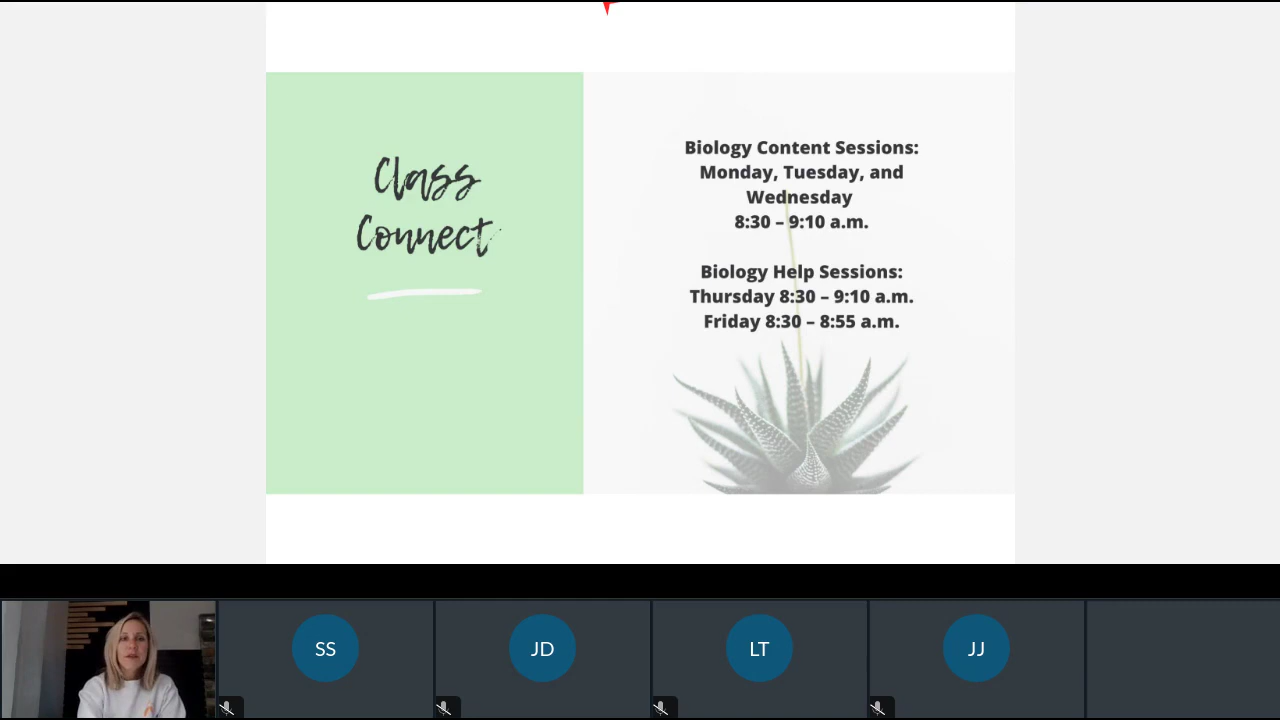 Class
Connect
Biology Content Sessions:
Monday, Tuesday, and
Wednesday
8:30 – 9:10 a.m.
Biology Help Sessions:
Thursday 8:30 – 9:10 a.m.
Friday 8:30 – 8:55 a.m.
SS
JD
LT
JJ